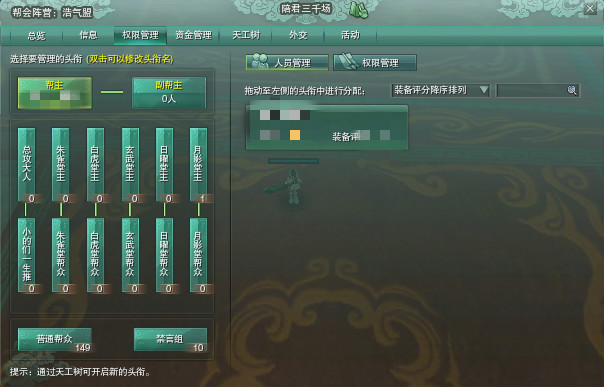 帮会阵营：浩气盟
陪君三千场
总览 信息 权限管理 资金管理 天工树 外交 活动
选择要管理的头衔 (双击可以修改头衔名)
人员管理 权限管理
帮主
副帮主
0人
拖动至左侧的头衔中进行分配：
装备评分降序排列
装备评
总攻大人 朱雀堂主 白虎堂主 玄武堂主 日曜堂主 月影堂主
0 0 0 0 0 1
小的们一生推 朱雀堂帮众 白虎堂帮众 玄武堂帮众 日曜堂帮众 月影堂帮众
0 0 0 0 0 0
普通帮众 禁言组
149 10
提示：通过天工树可开启新的头衔。